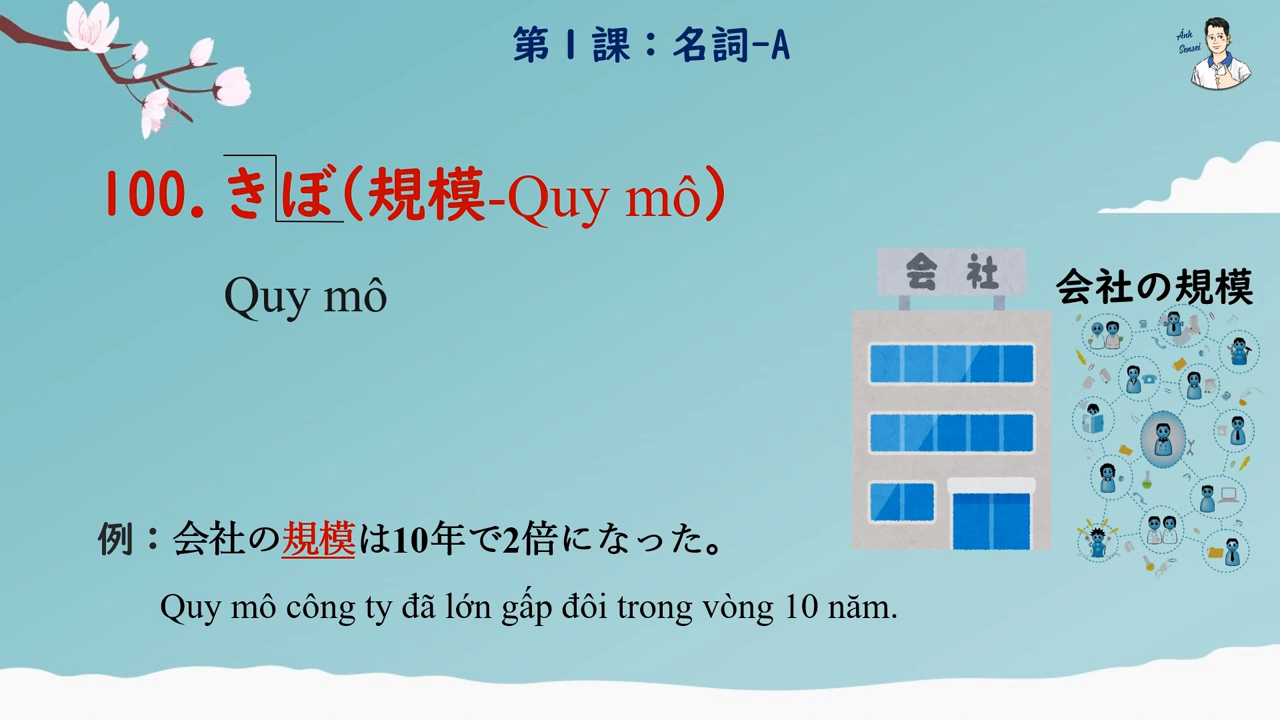 第1課:名詞-A
Ánh
Sensei
100. きぼ(規模-Quy mô)
Quy mô
会社
会社の規模
例:会社の規模は10年で2倍になった。
Quy mô công ty đã lớn gấp đôi trong vòng 10 năm.